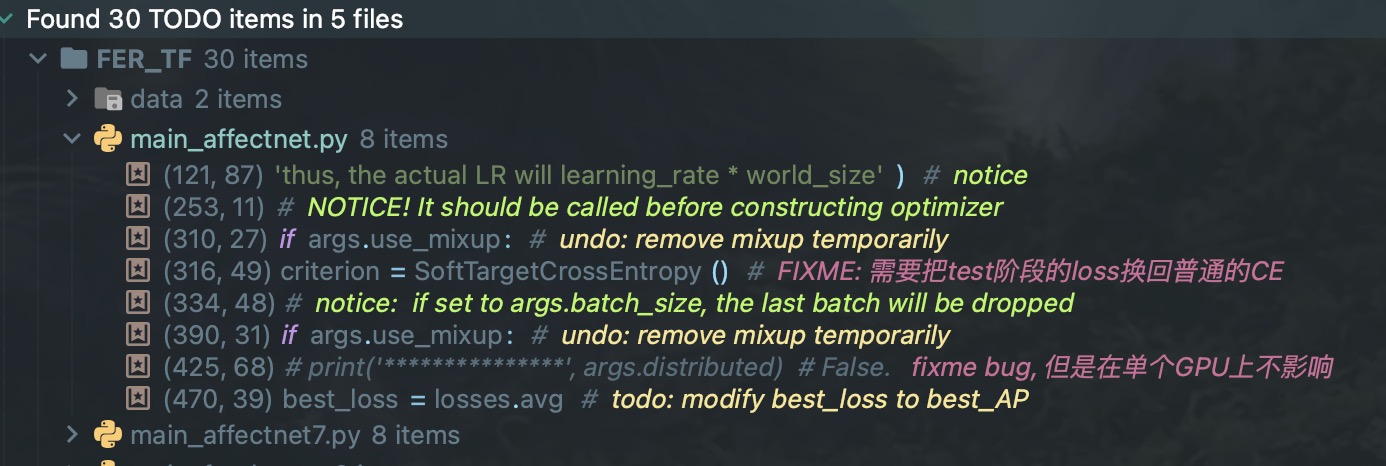 Found 30 TODO items in 5 files
FER_TF 30 items
data 2 items
main_affectnet.py 8 items
(121, 87) 'thus, the actual LR will learning_rate * world_size' ) # notice
(253, 11) # NOTICE! It should be called before constructing optimizer
(310, 27) if args.use_mixup: # undo: remove mixup temporarily
(316, 49) criterion = SoftTargetCrossEntropy () # FIXME: 需要把test阶段的loss换回普通的CE
(334, 48) # notice: if set to args.batch_size, the last batch will be dropped
(390, 31) if args.use_mixup: # undo: remove mixup temporarily
(425, 68) # print('***************', args.distributed) # False. fixme bug, 但是在单个GPU上不影响
(470, 39) best_loss = losses.avg # todo: modify best_loss to best_AP
main_affectnet7.py 8 items